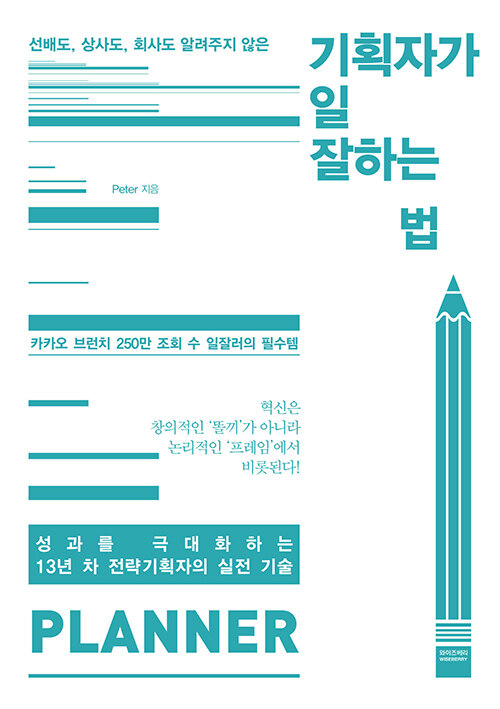 선배도, 상사도, 회사도 알려주지 않은
기획자가
일
잘하는
법
Peter 지음
카카오 브런치 250만 조회 수 일잘러의 필수템
혁신은
창의적인 ‘똘끼’가 아니라
논리적인 ‘프레임’에서
비롯된다!
성과를 극대화하는
13년 차 전략기획자의 실전 기술
PLANNER
와이즈베리
WISEBERRY